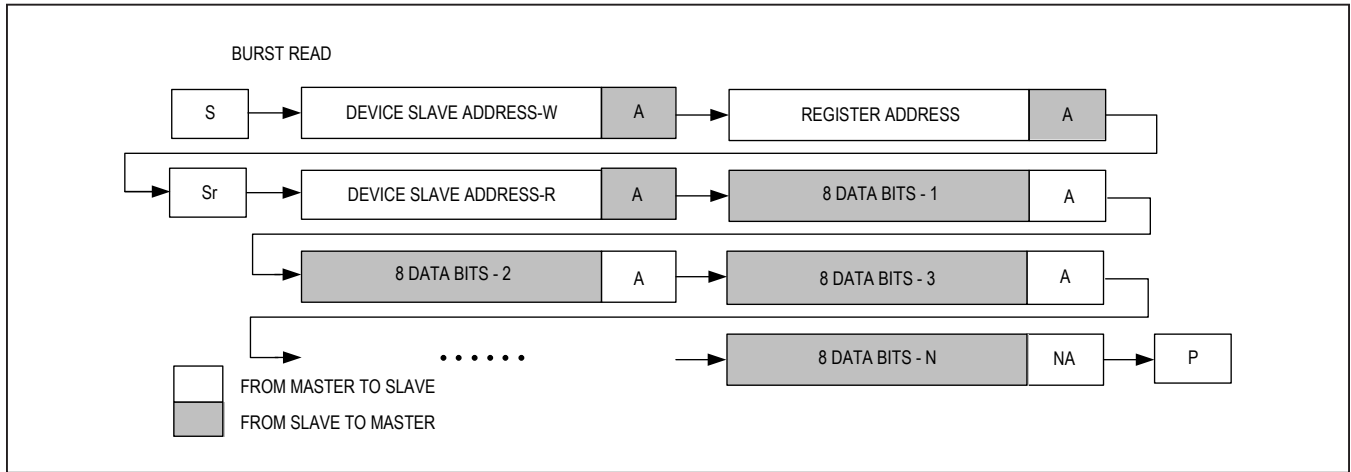 BURST READ
S DEVICE SLAVE ADDRESS-W A REGISTER ADDRESS A
Sr DEVICE SLAVE ADDRESS-R A 8 DATA BITS - 1 A
8 DATA BITS - 2 A 8 DATA BITS - 3 A
...... 8 DATA BITS - N NA P
FROM MASTER TO SLAVE
FROM SLAVE TO MASTER